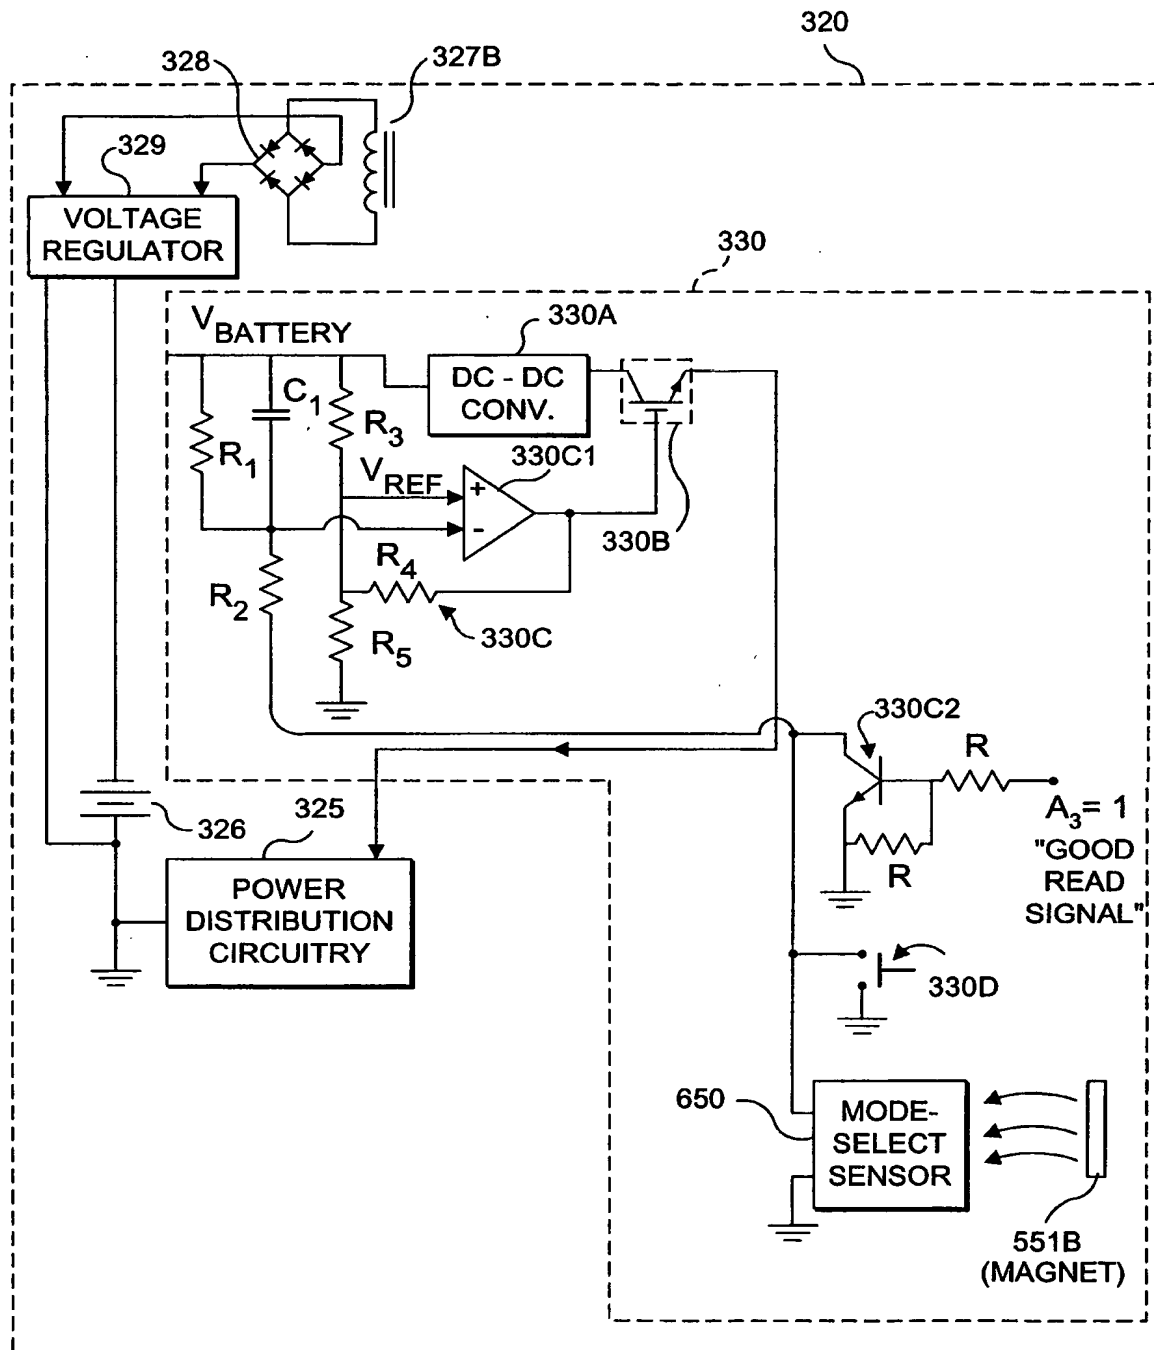 320
327B
328
329
VOLTAGE
REGULATOR
330
V BATTERY
330A
DC - DC
CONV.
C1
R3
R1
330C1
VREF
+
-
330B
R4
R2
330C
R5
330C2
R
A3= 1
"GOOD
READ
SIGNAL"
R
326
325
POWER
DISTRIBUTION
CIRCUITRY
330D
650
MODE-
SELECT
SENSOR
551B
(MAGNET)